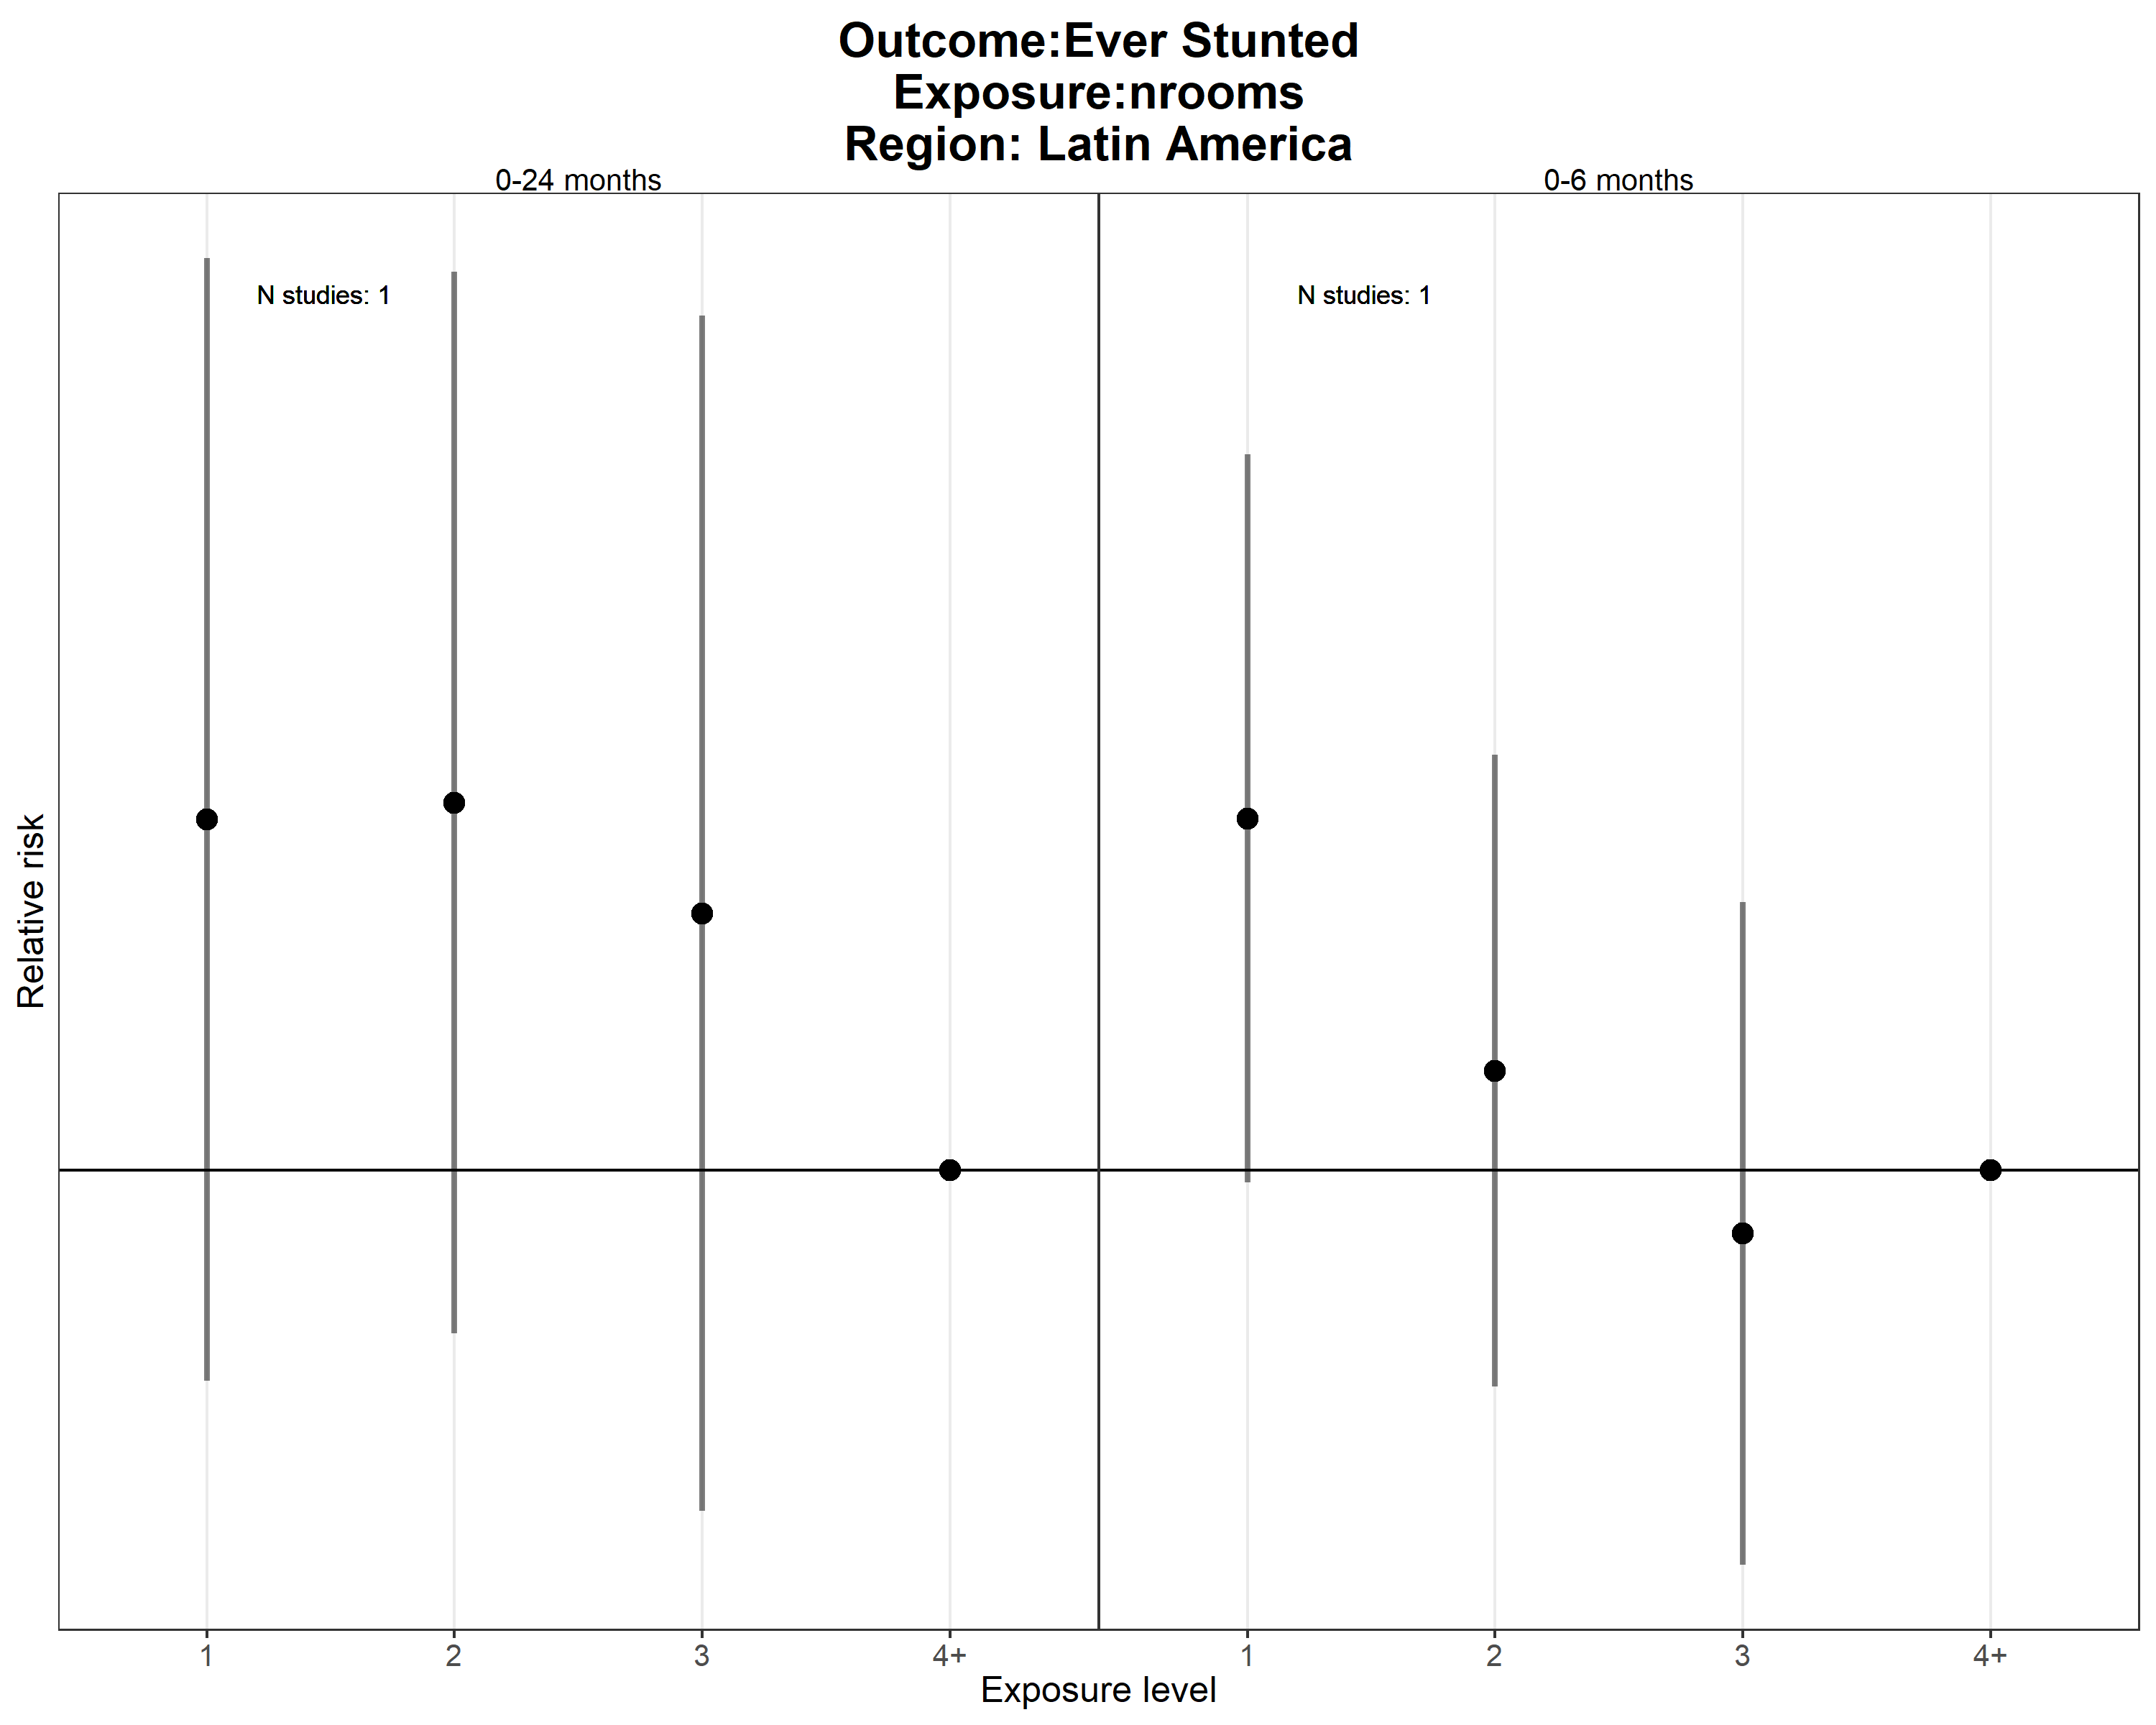 Outcome:Ever Stunted
Exposure:nrooms
Region: Latin America
0-24 months
0-6 months
N studies: 1
N studies: 1
Relative risk
1
2
3
4+
1
2
3
4+
Exposure level